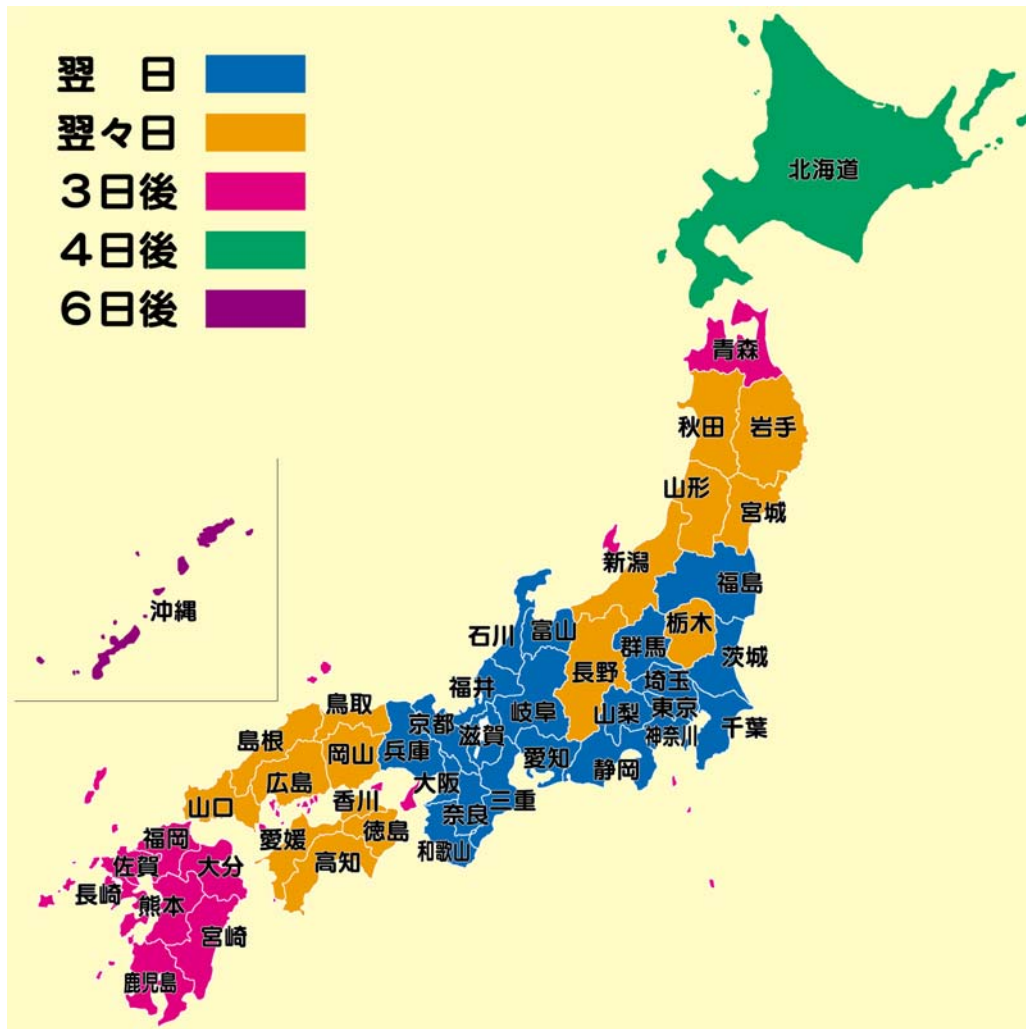 翌　日
翌々日
３日後
４日後
６日後
北海道
青森
秋田
岩手
山形
宮城
新潟
福島
沖縄
石川
富山
群馬
栃木
茨城
福井
長野
埼玉
岐阜
山梨
東京
千葉
鳥取
京都
滋賀
神奈川
島根
岡山
兵庫
愛知
静岡
広島
大阪
三重
山口
香川
奈良
徳島
愛媛
高知
和歌山
福岡
佐賀
大分
長崎
熊本
宮崎
鹿児島